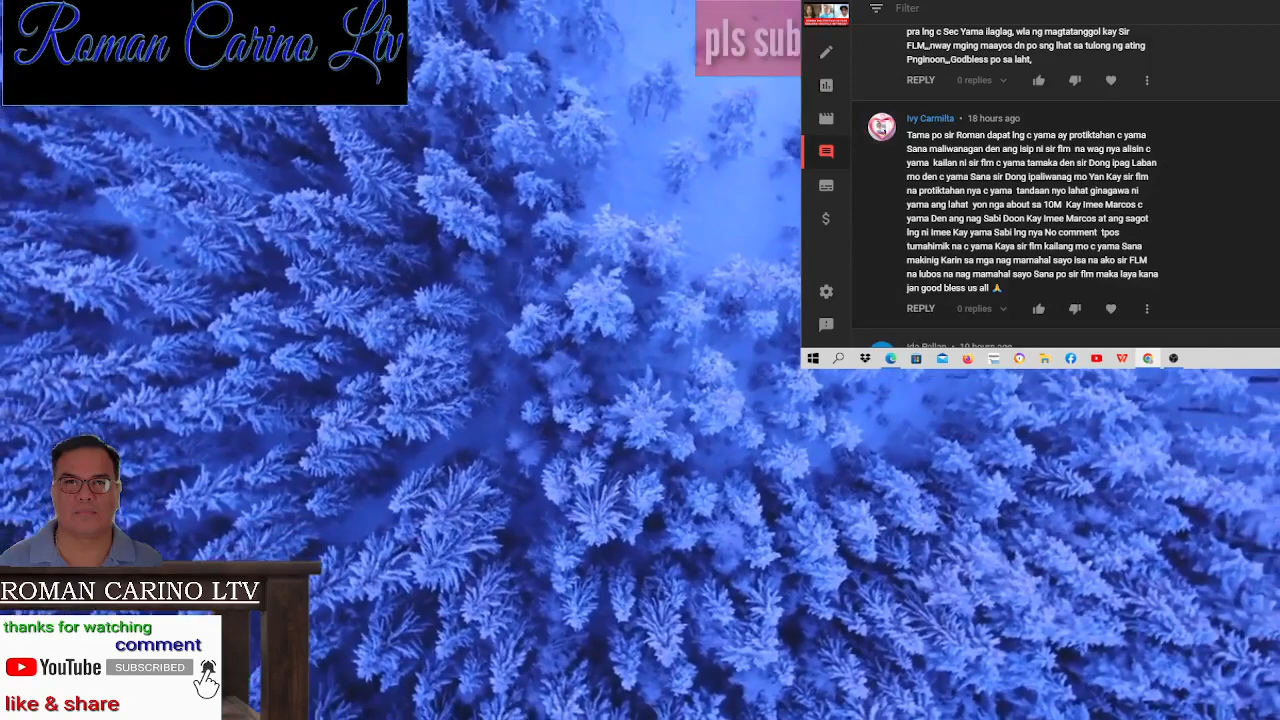 Roman Carino Ltv
pls sub
Filter
pra lng c Sec Yama ilaglag, wla ng magtatanggol kay Sir
FLM,,,nway mging maayos dn po sng lhat sa tulong ng ating
Pnginoon,,,Godbless po sa laht,
REPLY 0 replies
Ivy Carmilta • 18 hours ago
Tama po sir Roman dapat lng c yama ay protiktahan c yama
Sana maliwanagan den ang isip ni sir flm na wag nya alisin c
yama kailan ni sir flm c yama tamaka den sir Dong ipag Laban
mo den c yama Sana sir Dong ipaliwanag mo Yan Kay sir flm
na protiktahan nya c yama tandaan nyo lahat ginagawa ni
yama ang lahat yon nga about sa 10M Kay Imee Marcos c
yama Den ang nag Sabi Doon Kay Imee Marcos at ang sagot
lng ni Imee Kay yama Sabi lng nya No comment tpos
tumahimik na c yama Kaya sir flm kailang mo c yama Sana
makinig Karin sa mga nag mamahal sayo isa na ako sir FLM
na lubos na nag mamahal sayo Sana po sir flm maka laya kana
jan good bless us all 🙏
REPLY 0 replies
ROMAN CARINO LTV
thanks for watching
comment
YouTube SUBSCRIBED
like & share